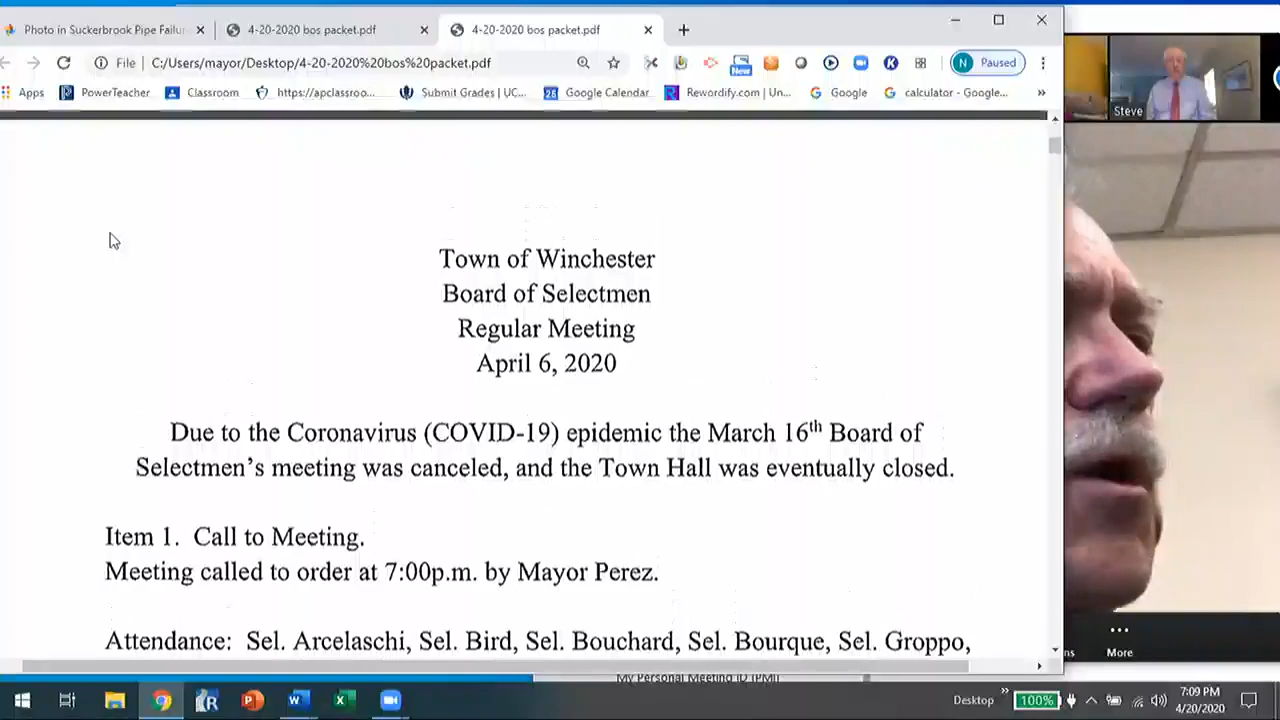 Photo in Suckerbrook Pipe Failur
4-20-2020 bos packet.pdf
4-20-2020 bos packet.pdf
File
C:/Users/mayor/Desktop/4-20-2020%20bos%20packet.pdf
New
N
Paused
Apps
PowerTeacher
Classroom
https://apclassroo...
Submit Grades | UC...
Google Calendar
Rewordify.com | Un...
Google
calculator - Google...
Steve
Town of Winchester
Board of Selectmen
Regular Meeting
April 6, 2020
Due to the Coronavirus (COVID-19) epidemic the March 16th Board of
Selectmen's meeting was canceled, and the Town Hall was eventually closed.
Item 1. Call to Meeting.
Meeting called to order at 7:00p.m. by Mayor Perez.
Attendance: Sel. Arcelaschi, Sel. Bird, Sel. Bouchard, Sel. Bourque, Sel. Groppo,
ns
More
My Personal Meeting ID (PMI)
Desktop
100%
7:09 PM
4/20/2020